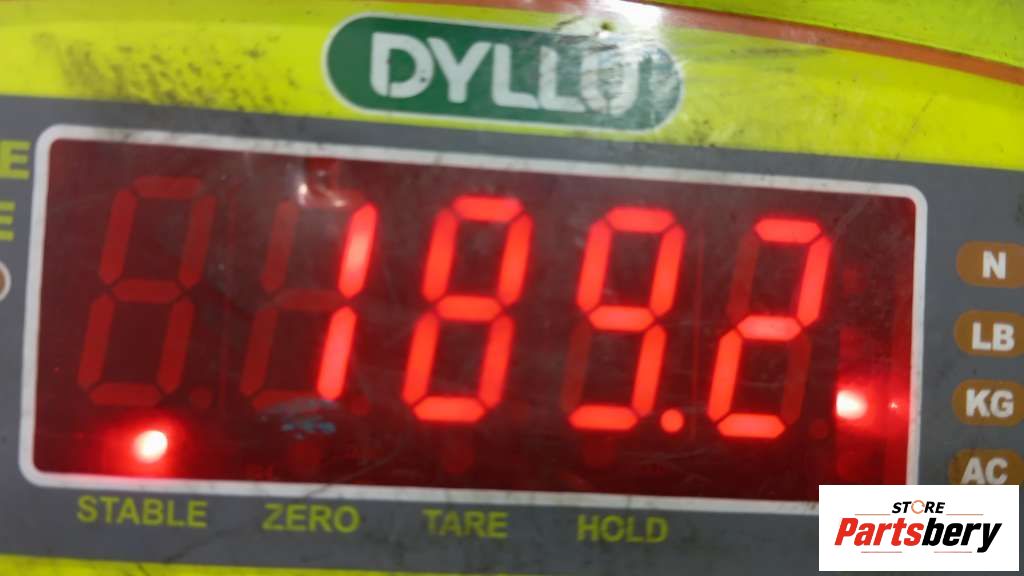 DYLLU
E
E
189.2
N
LB
KG
AC
STABLE ZERO TARE HOLD
STORE
Partsbery